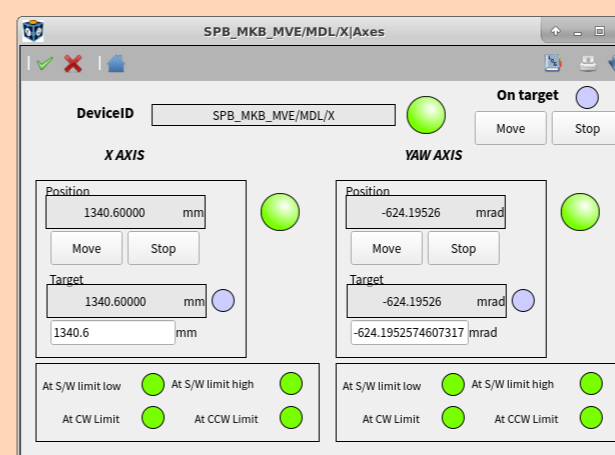 SPB_MKB_MVE/MDL/X|Axes
On target
DeviceID SPB_MKB_MVE/MDL/X
Move Stop
X AXIS YAW AXIS
Position Position
1340.60000 mm -624.19526 mrad
Move Stop Move Stop
Target Target
1340.60000 mm -624.19526 mrad
1340.6 mm -624.1952574607317 mrad
At S/W limit low At S/W limit high At S/W limit low At S/W limit high
At CW Limit At CCW Limit At CW Limit At CCW Limit